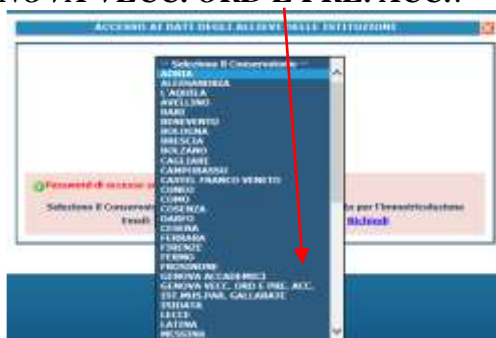 NOVA VECC. ORD E PRE. ACC..
ACCESSO AI DATI DEGLI ALLIEVI DELLE ISTITUZIONI
-- Seleziona Il Conservatorio --
ADRIA
ALESSANDRIA
L'AQUILA
AVELLINO
BARI
BENEVENTO
BOLOGNA
BRESCIA
BOLZANO
CAGLIARI
CAMPOBASSO
CASTEL FRANCO VENETO
CUNEO
COMO
COSENZA
DARFO
CESENA
FERRARA
FIRENZE
FERMO
FROSINONE
GENOVA ACCADEMICI
GENOVA VECC. ORD E PRE. ACC.
IST.MUS.PAR. GALLARATE
LECCE
LATINA
MESSINA
Password di accesso
Seleziona Il Conservatorio per l'Immatricolazione
Email: Richiedi